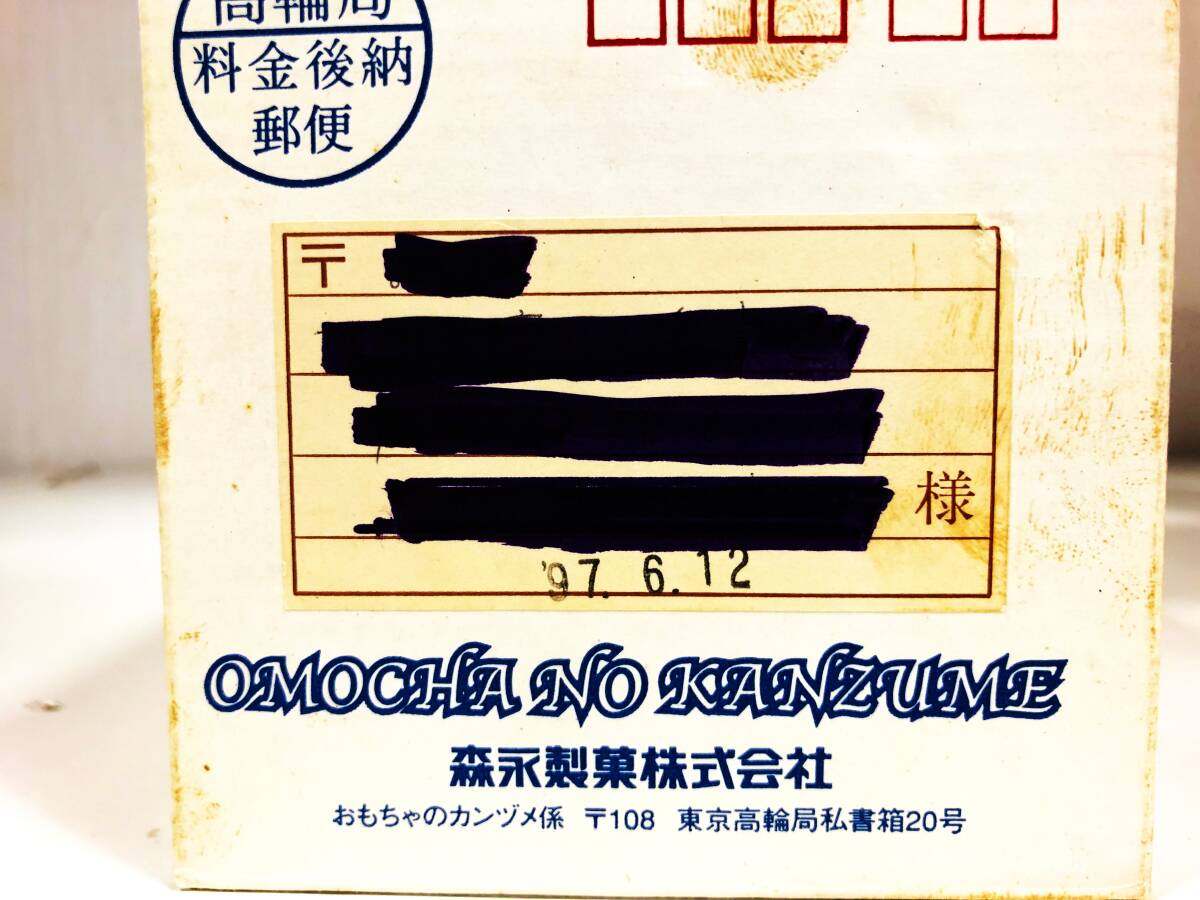 高輪局
料金後納
郵便
〒
様
'97. 6. 12
OMOCHA NO KANZUME
森永製菓株式会社
おもちゃのカンヅメ係 〒108 東京高輪局私書箱20号